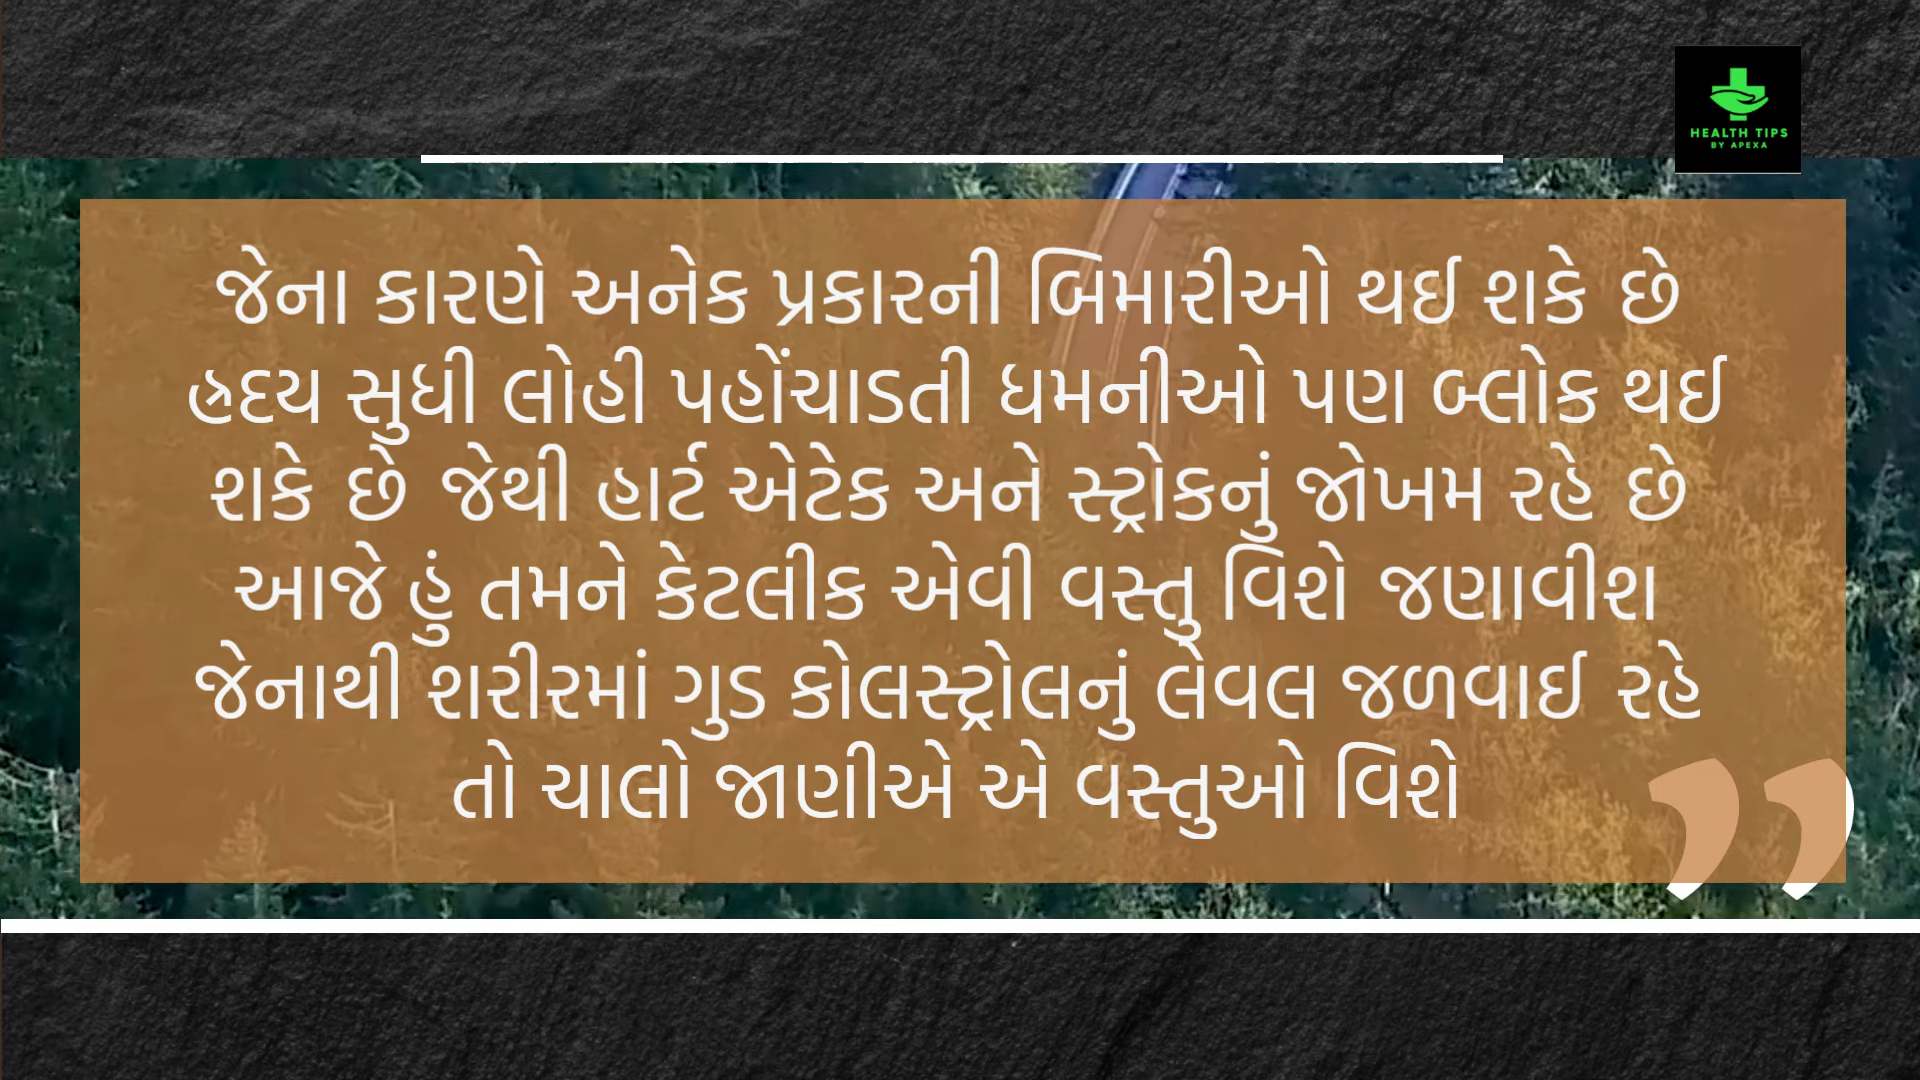 HEALTH TIPS
BY APEXA
જેના કારણે અનેક પ્રકારની બિમારીઓ થઈ શકે છે
હ્રદય સુધી લોહી પહોંચાડતી ધમનીઓ પણ બ્લોક થઈ
શકે છે જેથી હાર્ટ એટેક અને સ્ટ્રોકનું જોખમ રહે છે
આજે હું તમને કેટલીક એવી વસ્તુ વિશે જણાવીશ
જેનાથી શરીરમાં ગુડ કોલસ્ટ્રોલનું લેવલ જળવાઈ રહે
તો ચાલો જાણીએ એ વસ્તુઓ વિશે